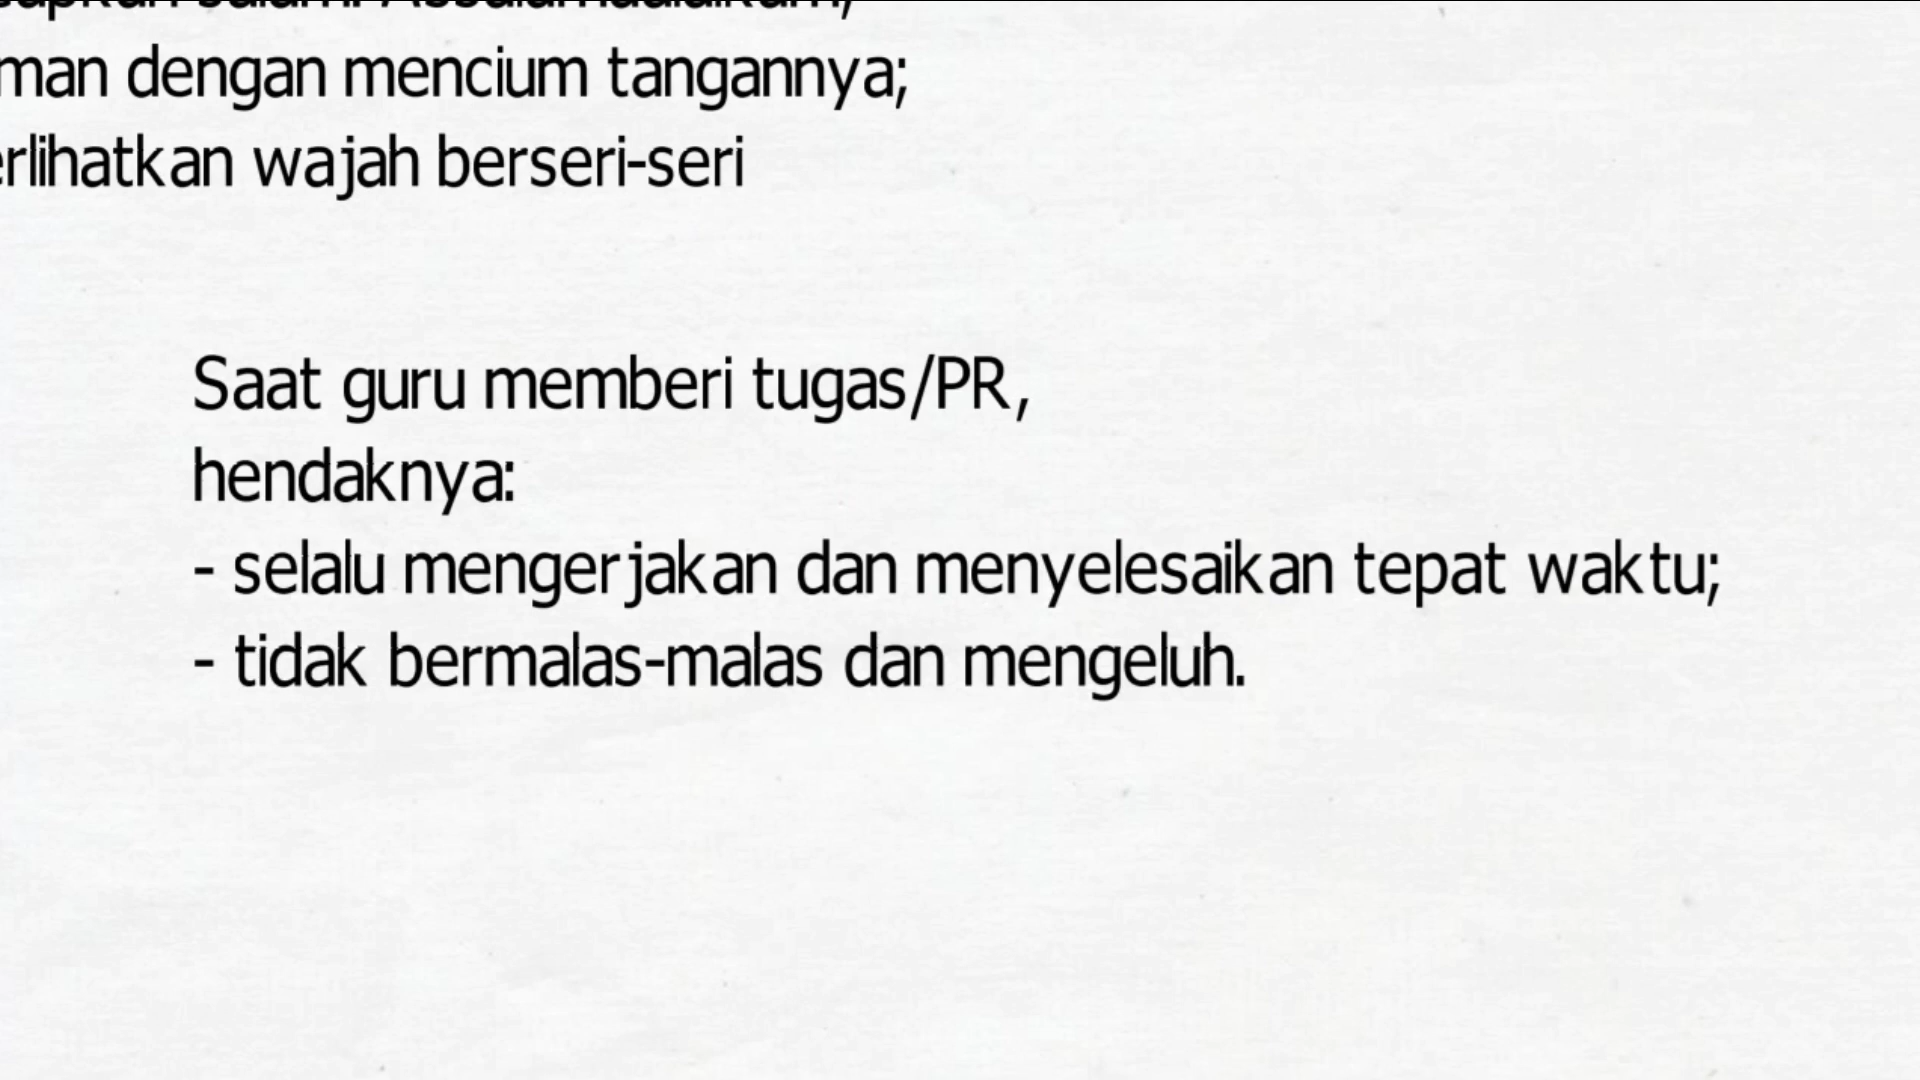 man dengan mencium tangannya;
erlihatkan wajah berseri-seri
Saat guru memberi tugas/PR,
hendaknya:
- selalu mengerjakan dan menyelesaikan tepat waktu;
- tidak bermalas-malas dan mengeluh.